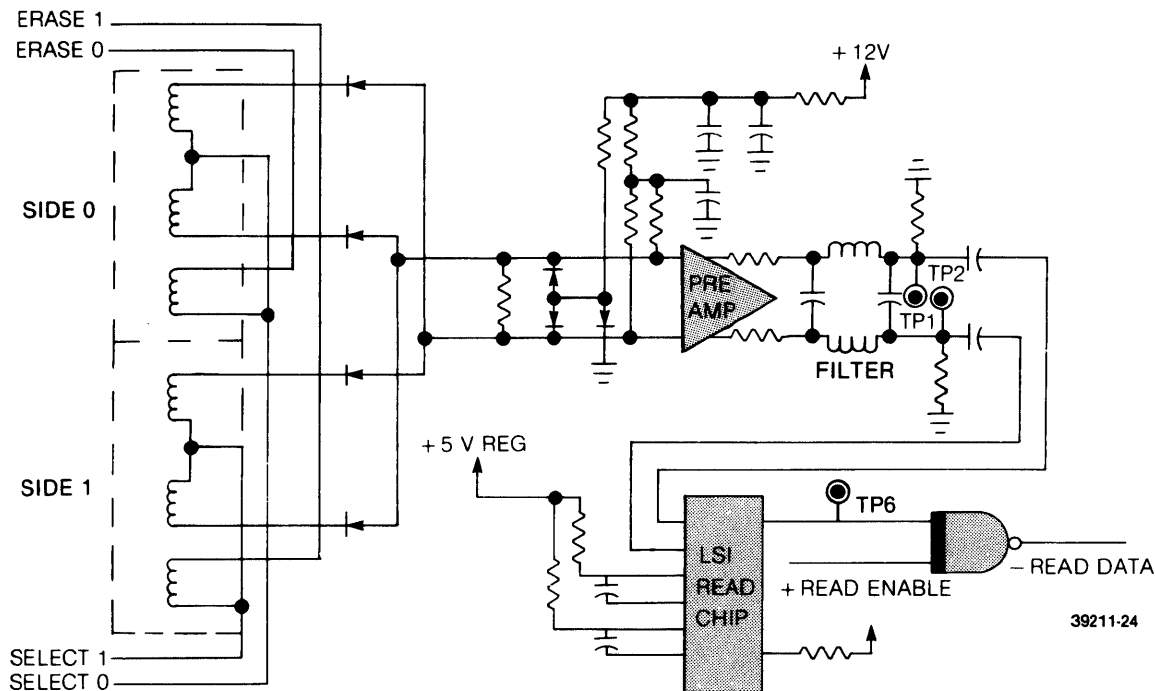 ERASE 1
ERASE 0
+ 12V
SIDE 0
PRE
AMP
TP2
TP1
FILTER
+ 5 V REG
SIDE 1
TP6
LSI
READ
CHIP
+ READ ENABLE
− READ DATA
39211-24
SELECT 1
SELECT 0